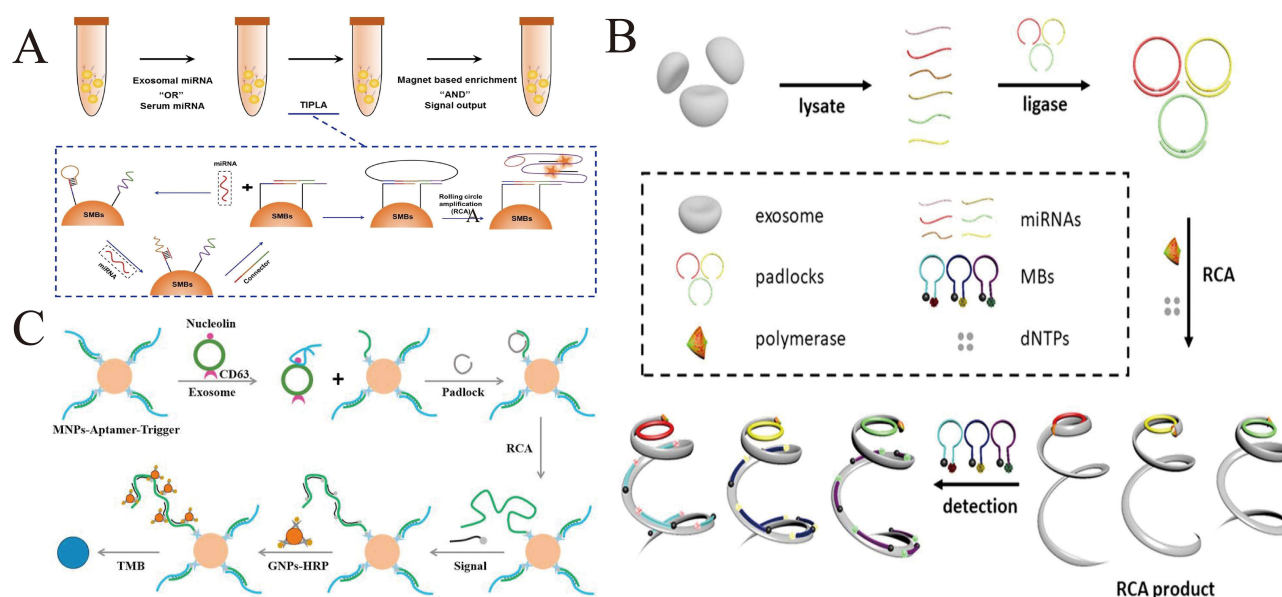 A
Exosomal miRNA
“OR”
Serum miRNA
TIPLA
Magnet based enrichment
“AND”
Signal output
miRNA
+
Rolling circle
amplification
(RCA)
A
SMBs
SMBs
SMBs
SMBs
miRNA
Connector
SMBs
B
lysate
ligase
exosome
miRNAs
padlocks
MBs
polymerase
dNTPs
RCA
detection
RCA product
C
Nucleolin
CD63
Exosome
+
Padlock
MNPs-Aptamer-Trigger
RCA
TMB
GNPs-HRP
Signal